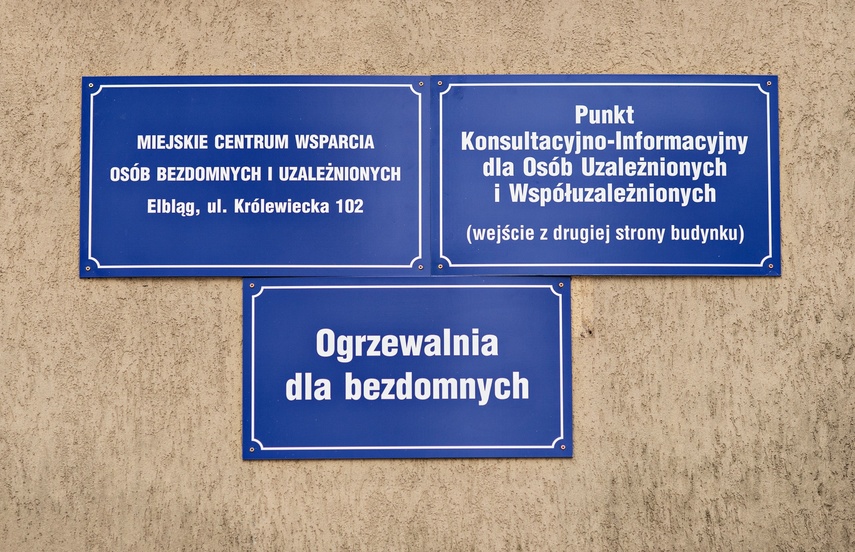 MIEJSKIE CENTRUM WSPARCIA
OSÓB BEZDOMNYCH I UZALEŻNIONYCH
Elbląg, ul. Królewiecka 102
Punkt
Konsultacyjno-Informacyjny
dla Osób Uzależnionych
i Współuzależnionych
(wejście z drugiej strony budynku)
Ogrzewalnia
dla bezdomnych